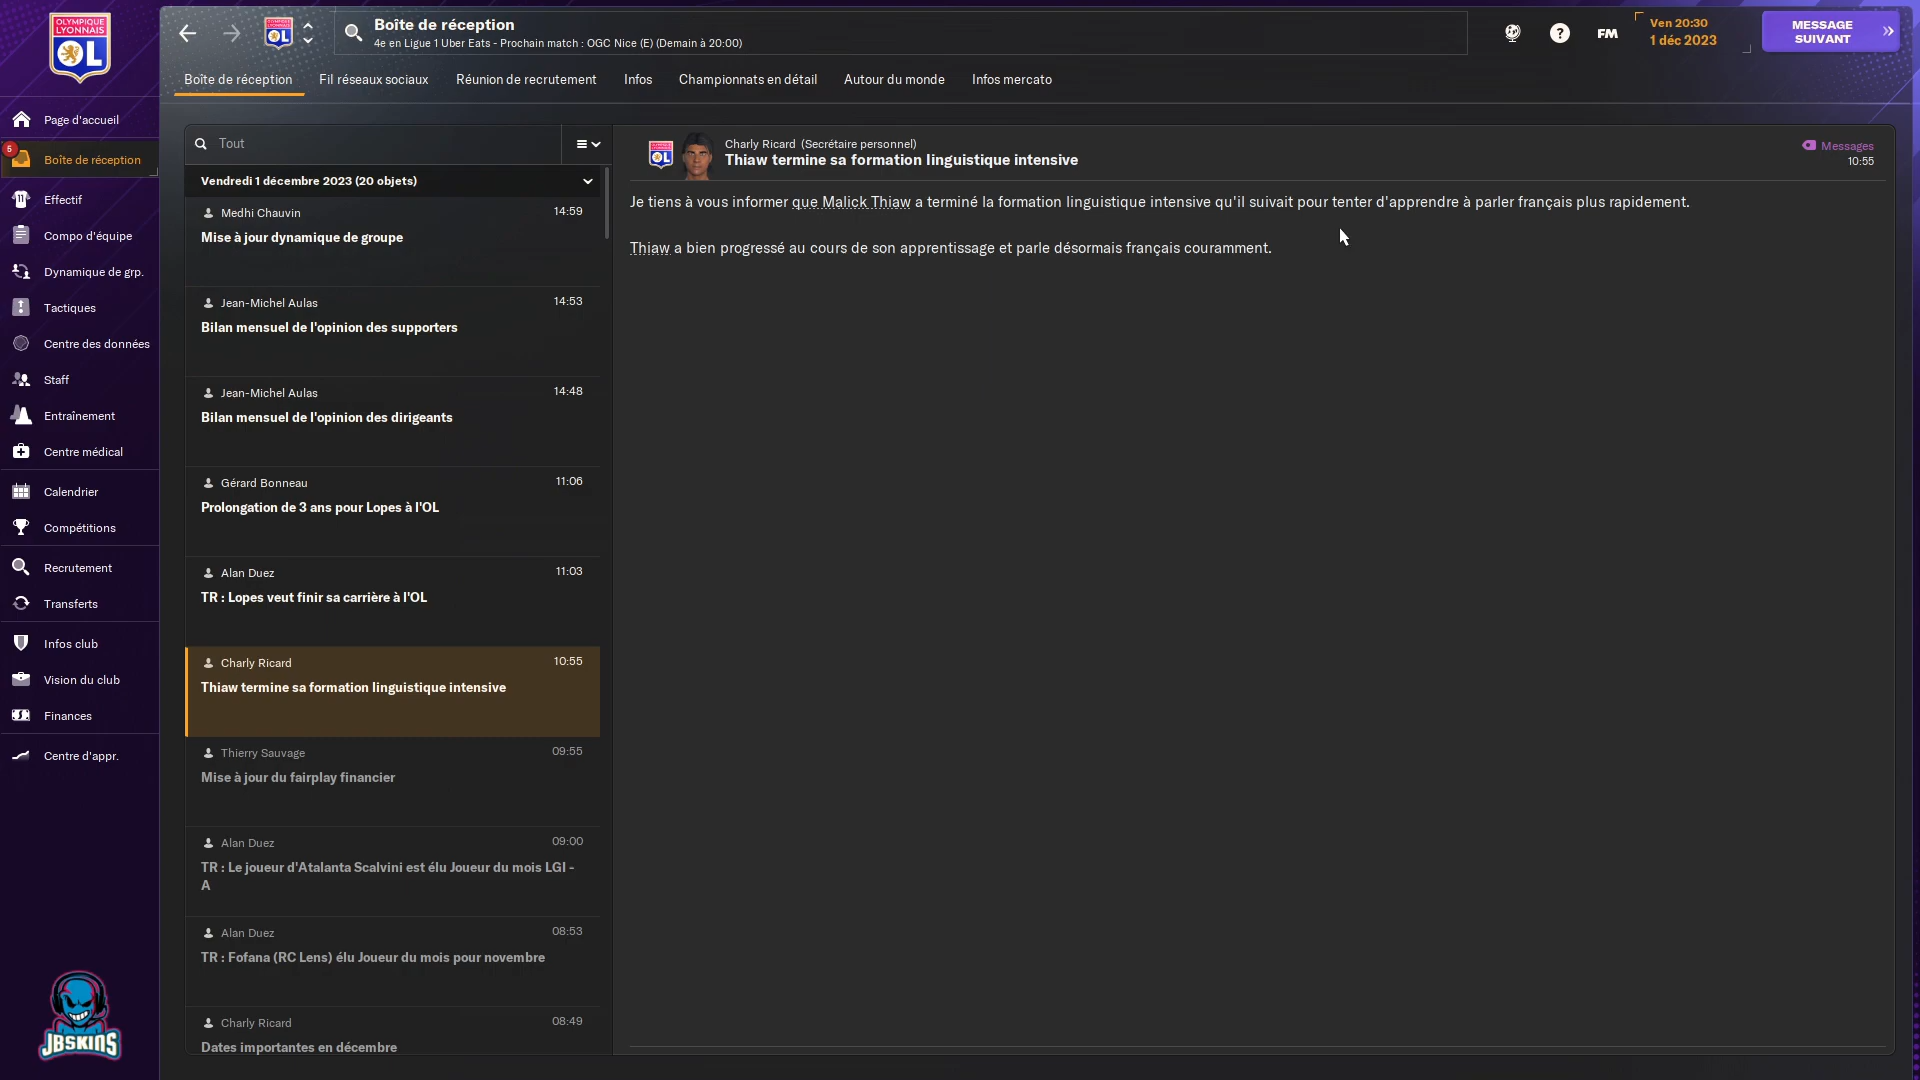 OLYMPIQUE
LYONNAIS
OL
OL
Boîte de réception
4e en Ligue 1 Uber Eats - Prochain match : OGC Nice (E) (Demain à 20:00)
FM
Ven 20:30
1 déc 2023
MESSAGE
SUIVANT
Boîte de réception
Fil réseaux sociaux
Réunion de recrutement
Infos
Championnats en détail
Autour du monde
Infos mercato
Page d'accueil
6
Boîte de réception
Effectif
Compo d'équipe
Dynamique de grp.
Tactiques
Centre des données
Staff
Entraînement
Centre médical
Calendrier
Compétitions
Recrutement
Transferts
Infos club
Vision du club
Finances
Centre d'appr.
JBSKINS
Tout
Vendredi 1 décembre 2023 (20 objets)
Medhi Chauvin 14:59
Mise à jour dynamique de groupe
Jean-Michel Aulas 14:53
Bilan mensuel de l'opinion des supporters
Jean-Michel Aulas 14:48
Bilan mensuel de l'opinion des dirigeants
Gérard Bonneau 11:06
Prolongation de 3 ans pour Lopes à l'OL
Alan Duez 11:03
TR : Lopes veut finir sa carrière à l'OL
Charly Ricard 10:55
Thiaw termine sa formation linguistique intensive
Thierry Sauvage 09:55
Mise à jour du fairplay financier
Alan Duez 09:00
TR : Le joueur d'Atalanta Scalvini est élu Joueur du mois LGI -
A
Alan Duez 08:53
TR : Fofana (RC Lens) élu Joueur du mois pour novembre
Charly Ricard 08:49
Dates importantes en décembre
OL
Charly Ricard (Secrétaire personnel)
Thiaw termine sa formation linguistique intensive
Messages
10:55
Je tiens à vous informer que Malick Thiaw a terminé la formation linguistique intensive qu'il suivait pour tenter d'apprendre à parler français plus rapidement.
Thiaw a bien progressé au cours de son apprentissage et parle désormais français couramment.